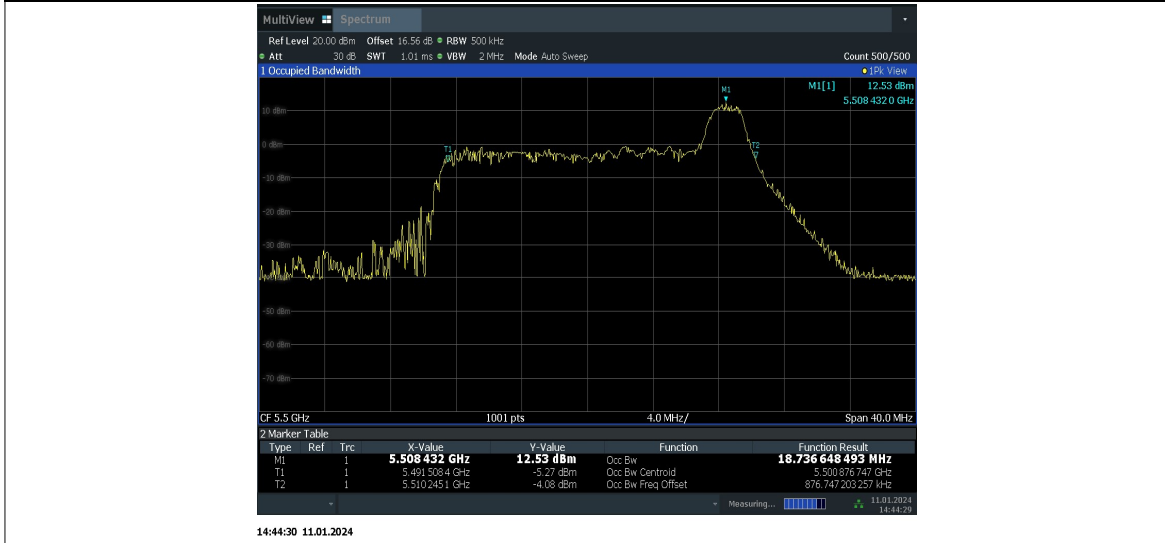 MultiView Spectrum
Ref Level 20.00 dBm Offset 16.56 dB RBW 500 kHz
Att 30 dB SWT 1.01 ms VBW 2 MHz Mode Auto Sweep Count 500/500
1 Occupied Bandwidth 1Pk View
M1 M1[1] 12.53 dBm
5.508 432 0 GHz
10 dBm
0 dBm
T1 T2
-10 dBm
-20 dBm
-30 dBm
-50 dBm
-60 dBm
-70 dBm
CF 5.5 GHz 1001 pts 4.0 MHz/ Span 40.0 MHz
2 Marker Table
Type Ref Trc X-Value Y-Value Function Function Result
M1 1 5.508 432 GHz 12.53 dBm Occ Bw 18.736 648 493 MHz
T1 1 5.491 508 4 GHz -5.27 dBm Occ Bw Centroid 5.500 876 747 GHz
T2 1 5.510 245 1 GHz -4.08 dBm Occ Bw Freq Offset 876.747 203 257 kHz
Measuring... 11.01.2024
14:44:29
14:44:30 11.01.2024